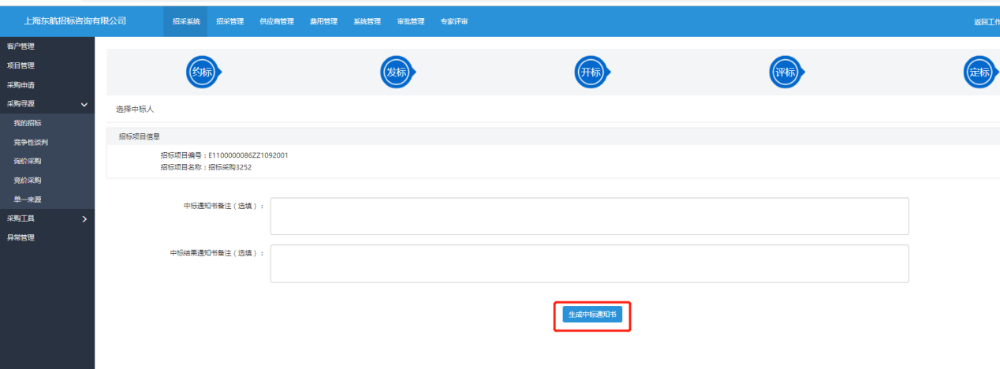 上海东航招标咨询有限公司 招采系统 招采管理 供应商管理 费用管理 系统管理 审批管理 专家评审 返回工作
客户管理
项目管理
采购申请
采购寻源
我的招标
竞争性谈判
询价采购
竞价采购
单一来源
采购工具
异常管理
约标 发标 开标 评标 定标
选择中标人
招标项目信息
招标项目编号：E1100000086ZZ1092001
招标项目名称：招标采购3252
中标通知书备注（选填）：
中标结果通知书备注（选填）：
生成中标通知书